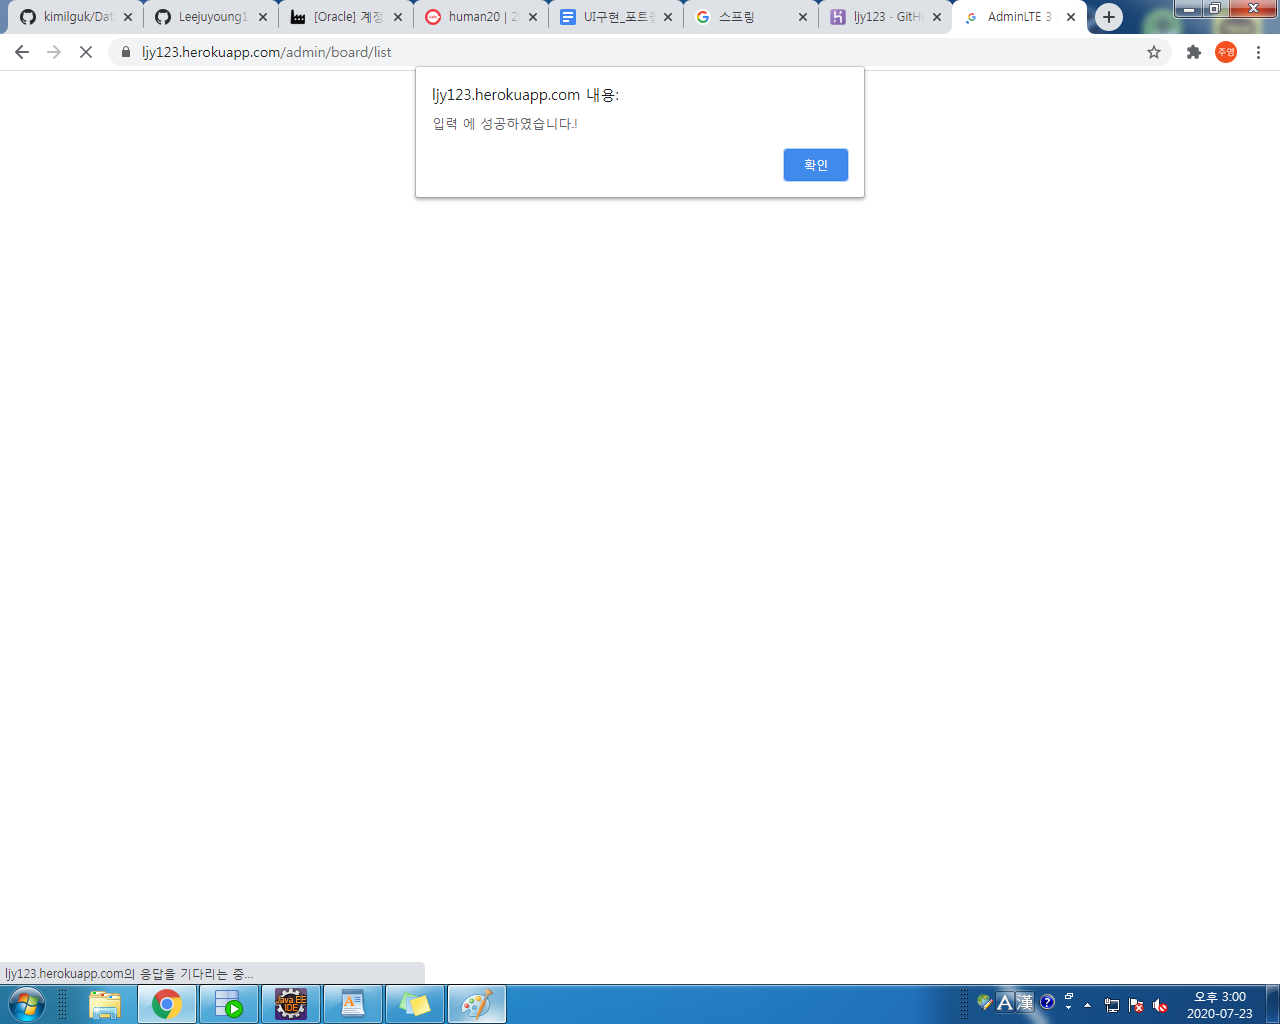 kimilguk/Dat
Leejuyoung1
[Oracle] 계정
human20 | 2
UI구현_포트폴
스프링
ljy123 · GitH
AdminLTE 3
ljy123.herokuapp.com/admin/board/list
주영
ljy123.herokuapp.com 내용:
입력 에 성공하였습니다.!
확인
ljy123.herokuapp.com의 응답을 기다리는 중...
Java EE
IDE
A 漢
오후 3:00
2020-07-23